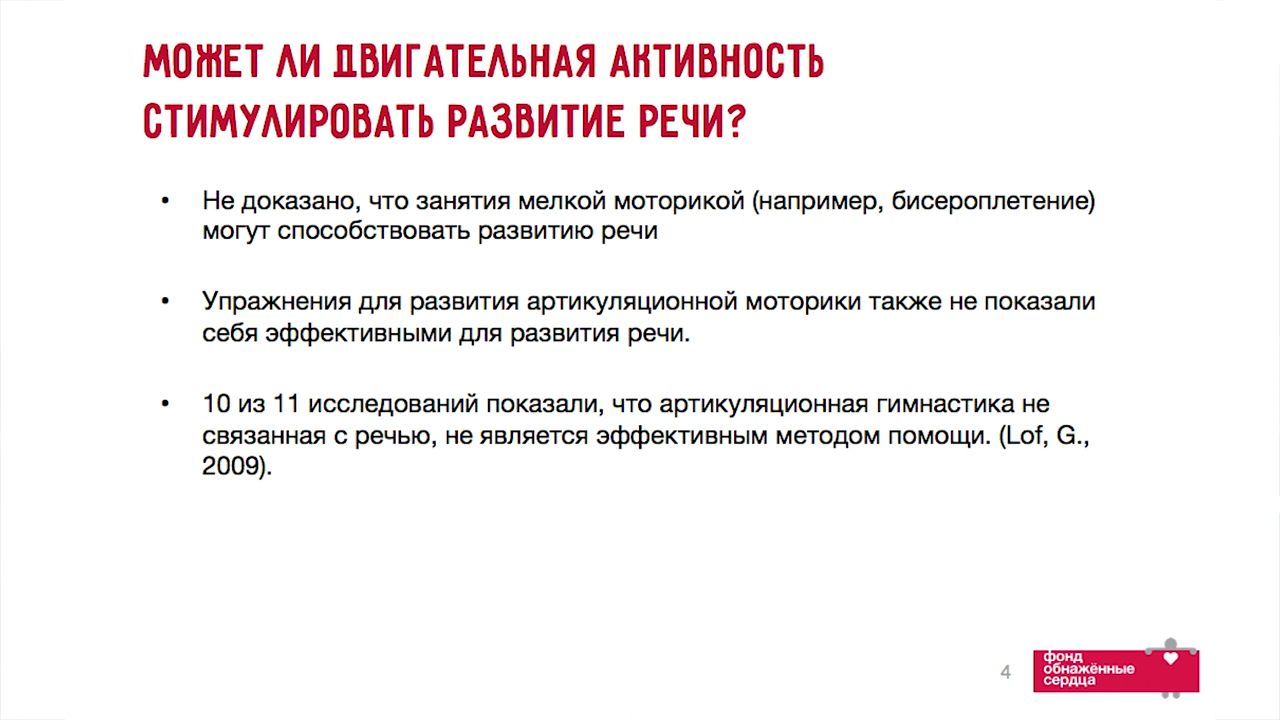 МОЖЕТ ЛИ ДВИГАТЕЛЬНАЯ АКТИВНОСТЬ
СТИМУЛИРОВАТЬ РАЗВИТИЕ РЕЧИ?
• Не доказано, что занятия мелкой моторикой (например, бисероплетение)
могут способствовать развитию речи
• Упражнения для развития артикуляционной моторики также не показали
себя эффективными для развития речи.
• 10 из 11 исследований показали, что артикуляционная гимнастика не
связанная с речью, не является эффективным методом помощи. (Lof, G.,
2009).
4
фонд
обнажённые
сердца